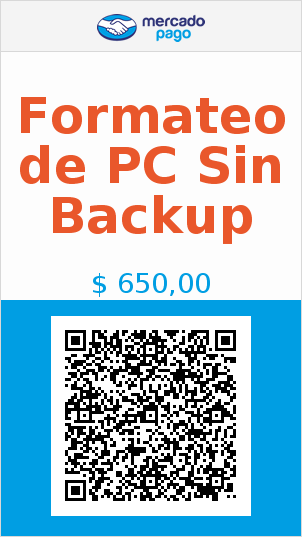 mercado
pago
Formateo
de PC Sin
Backup
$ 650,00